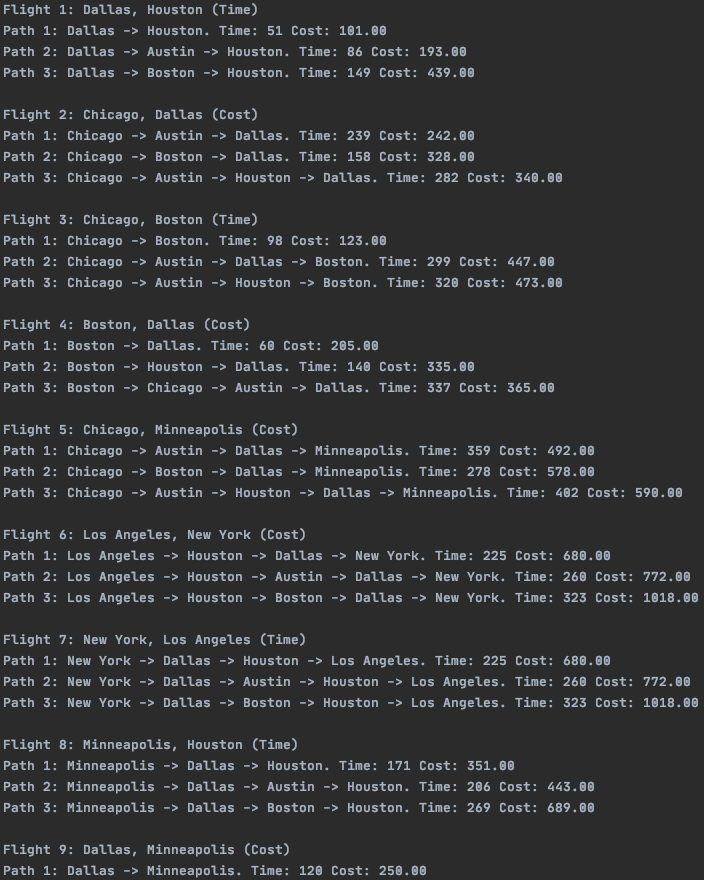 Flight 1: Dallas, Houston (Time)
Path 1: Dallas -> Houston. Time: 51 Cost: 101.00
Path 2: Dallas -> Austin -> Houston. Time: 86 Cost: 193.00
Path 3: Dallas -> Boston -> Houston. Time: 149 Cost: 439.00
Flight 2: Chicago, Dallas (Cost)
Path 1: Chicago -> Austin -> Dallas. Time: 239 Cost: 242.00
Path 2: Chicago -> Boston -> Dallas. Time: 158 Cost: 328.00
Path 3: Chicago -> Austin -> Houston -> Dallas. Time: 282 Cost: 340.00
Flight 3: Chicago, Boston (Time)
Path 1: Chicago -> Boston. Time: 98 Cost: 123.00
Path 2: Chicago -> Austin -> Dallas -> Boston. Time: 299 Cost: 447.00
Path 3: Chicago -> Austin -> Houston -> Boston. Time: 320 Cost: 473.00
Flight 4: Boston, Dallas (Cost)
Path 1: Boston -> Dallas. Time: 60 Cost: 205.00
Path 2: Boston -> Houston -> Dallas. Time: 140 Cost: 335.00
Path 3: Boston -> Chicago -> Austin -> Dallas. Time: 337 Cost: 365.00
Flight 5: Chicago, Minneapolis (Cost)
Path 1: Chicago -> Austin -> Dallas -> Minneapolis. Time: 359 Cost: 492.00
Path 2: Chicago -> Boston -> Dallas -> Minneapolis. Time: 278 Cost: 578.00
Path 3: Chicago -> Austin -> Houston -> Dallas -> Minneapolis. Time: 402 Cost: 590.00
Flight 6: Los Angeles, New York (Cost)
Path 1: Los Angeles -> Houston -> Dallas -> New York. Time: 225 Cost: 680.00
Path 2: Los Angeles -> Houston -> Austin -> Dallas -> New York. Time: 260 Cost: 772.00
Path 3: Los Angeles -> Houston -> Boston -> Dallas -> New York. Time: 323 Cost: 1018.00
Flight 7: New York, Los Angeles (Time)
Path 1: New York -> Dallas -> Houston -> Los Angeles. Time: 225 Cost: 680.00
Path 2: New York -> Dallas -> Austin -> Houston -> Los Angeles. Time: 260 Cost: 772.00
Path 3: New York -> Dallas -> Boston -> Houston -> Los Angeles. Time: 323 Cost: 1018.00
Flight 8: Minneapolis, Houston (Time)
Path 1: Minneapolis -> Dallas -> Houston. Time: 171 Cost: 351.00
Path 2: Minneapolis -> Dallas -> Austin -> Houston. Time: 206 Cost: 443.00
Path 3: Minneapolis -> Dallas -> Boston -> Houston. Time: 269 Cost: 689.00
Flight 9: Dallas, Minneapolis (Cost)
Path 1: Dallas -> Minneapolis. Time: 120 Cost: 250.00